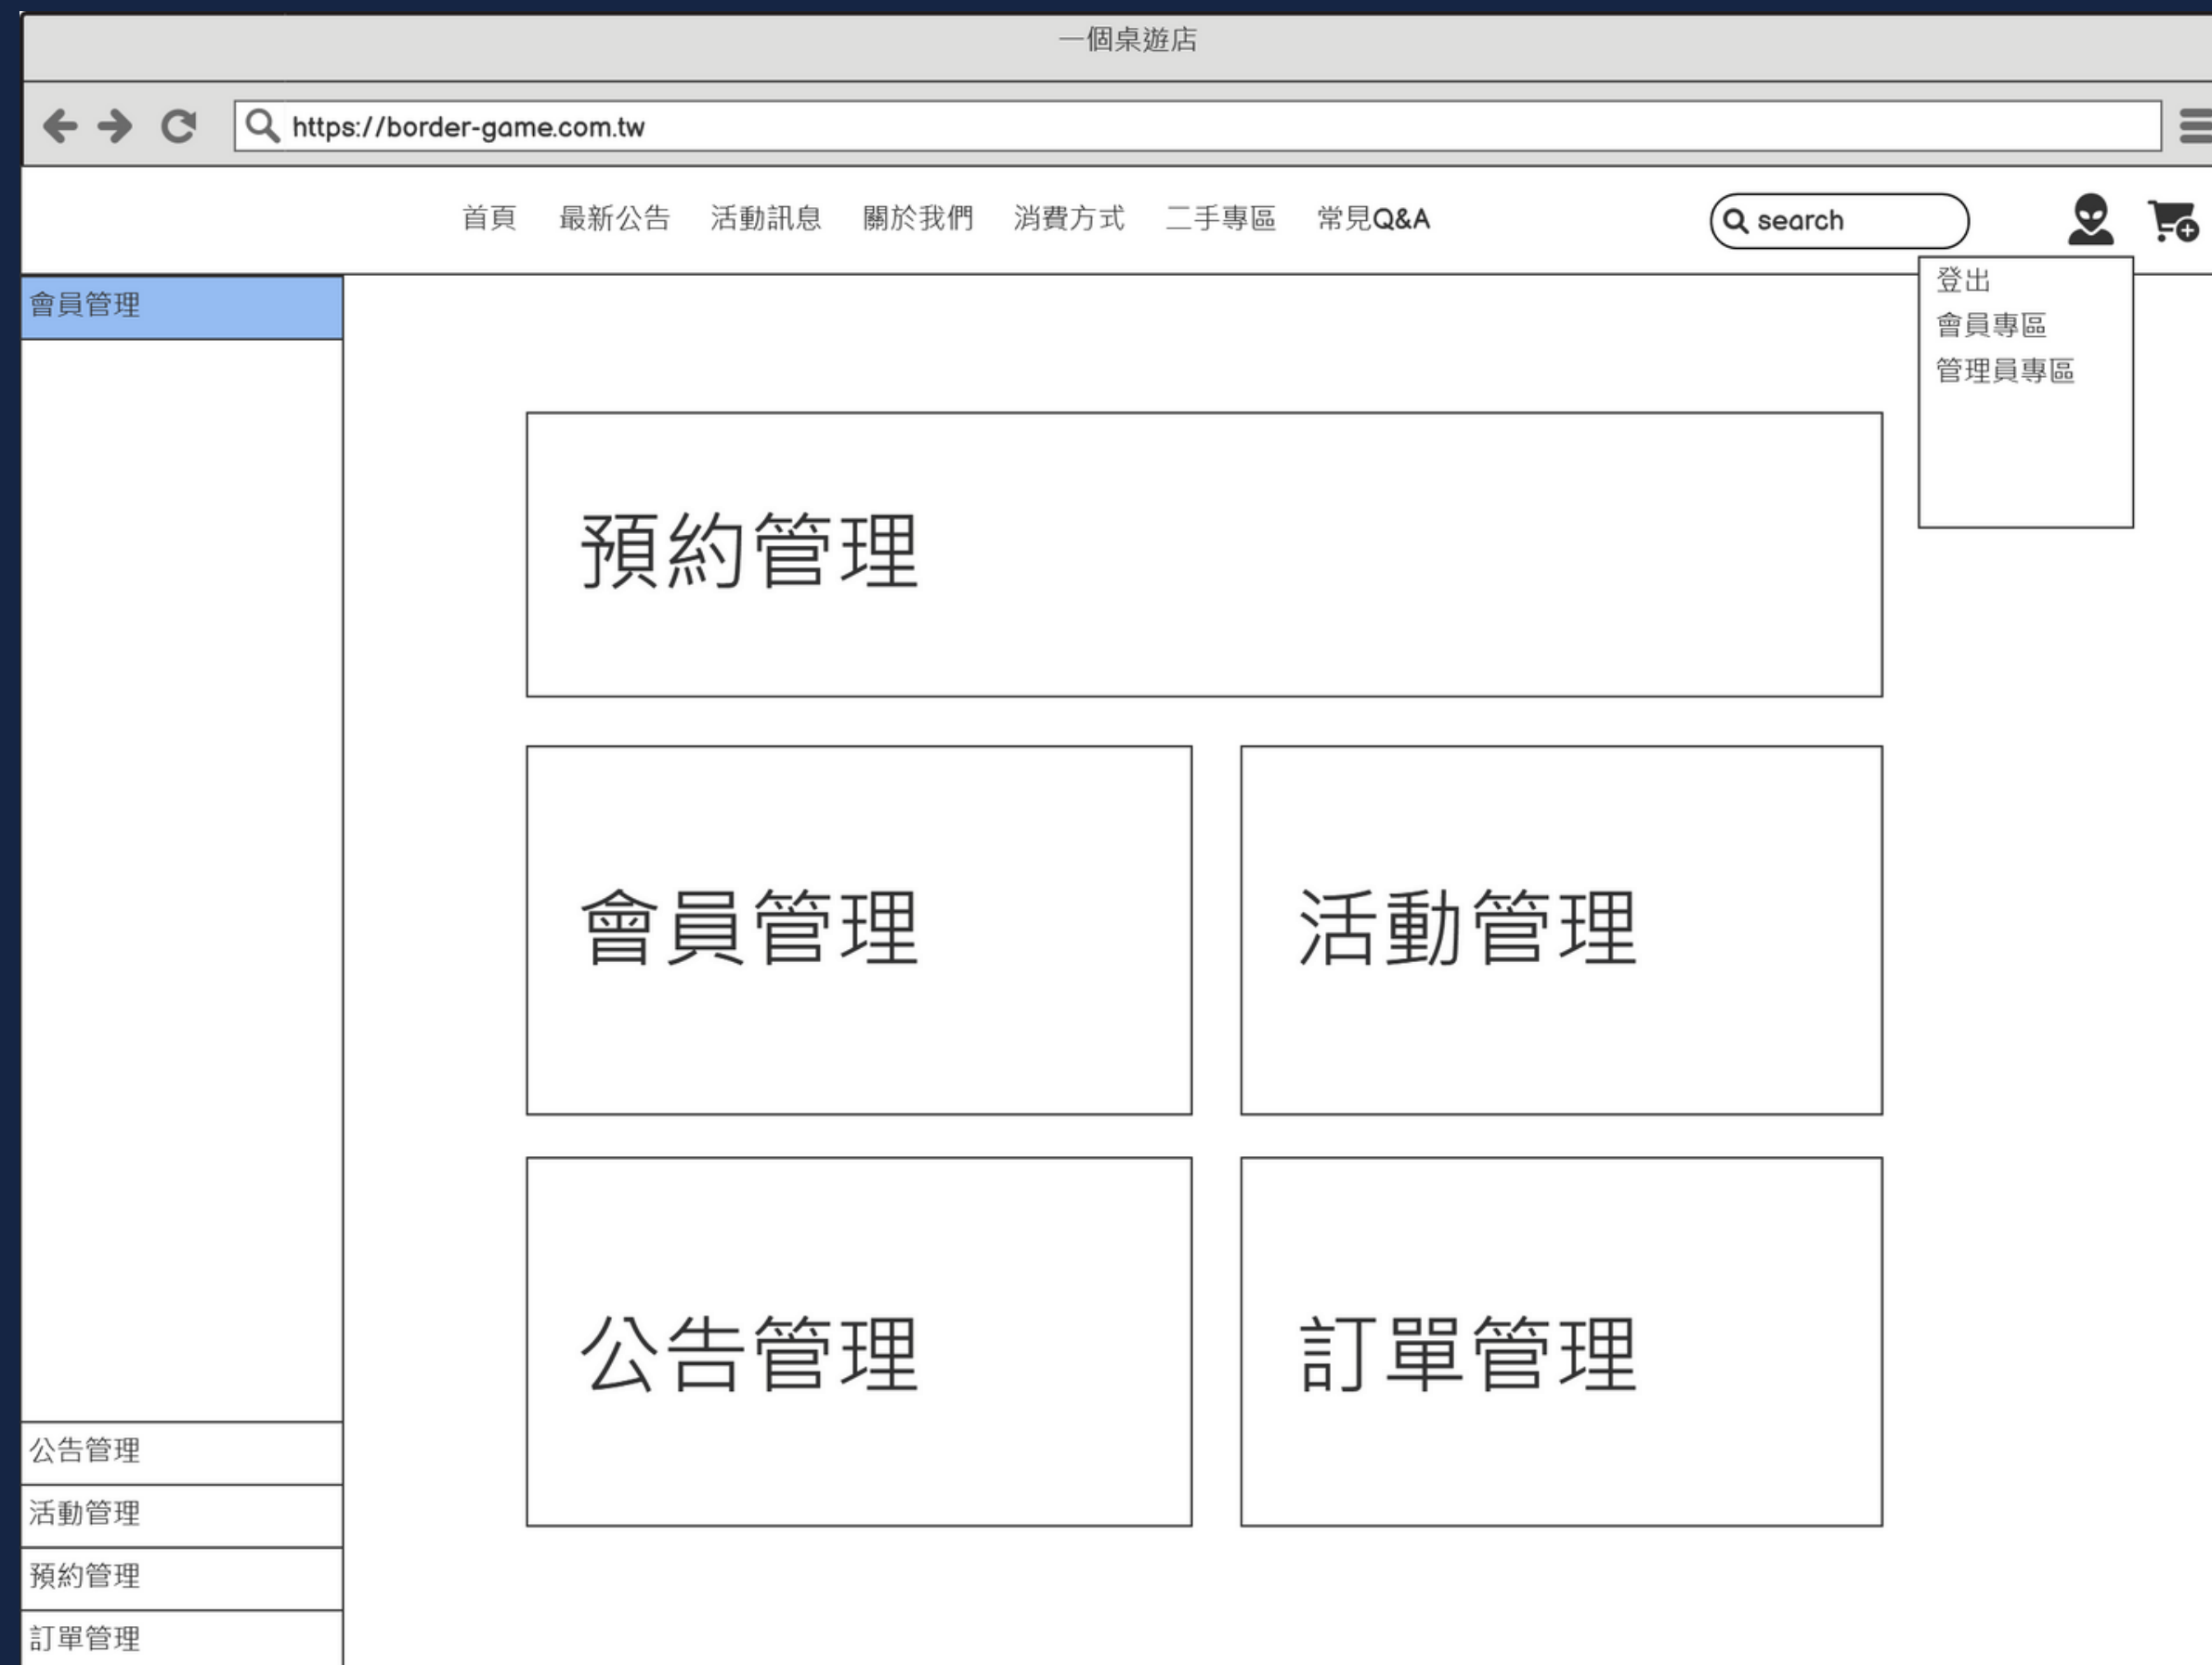 一個桌遊店
https://border-game.com.tw
首頁 最新公告 活動訊息 關於我們 消費方式 二手專區 常見Q&A search
登出
會員專區
管理員專區
會員管理
預約管理
會員管理 活動管理
公告管理 訂單管理
公告管理
活動管理
預約管理
訂單管理